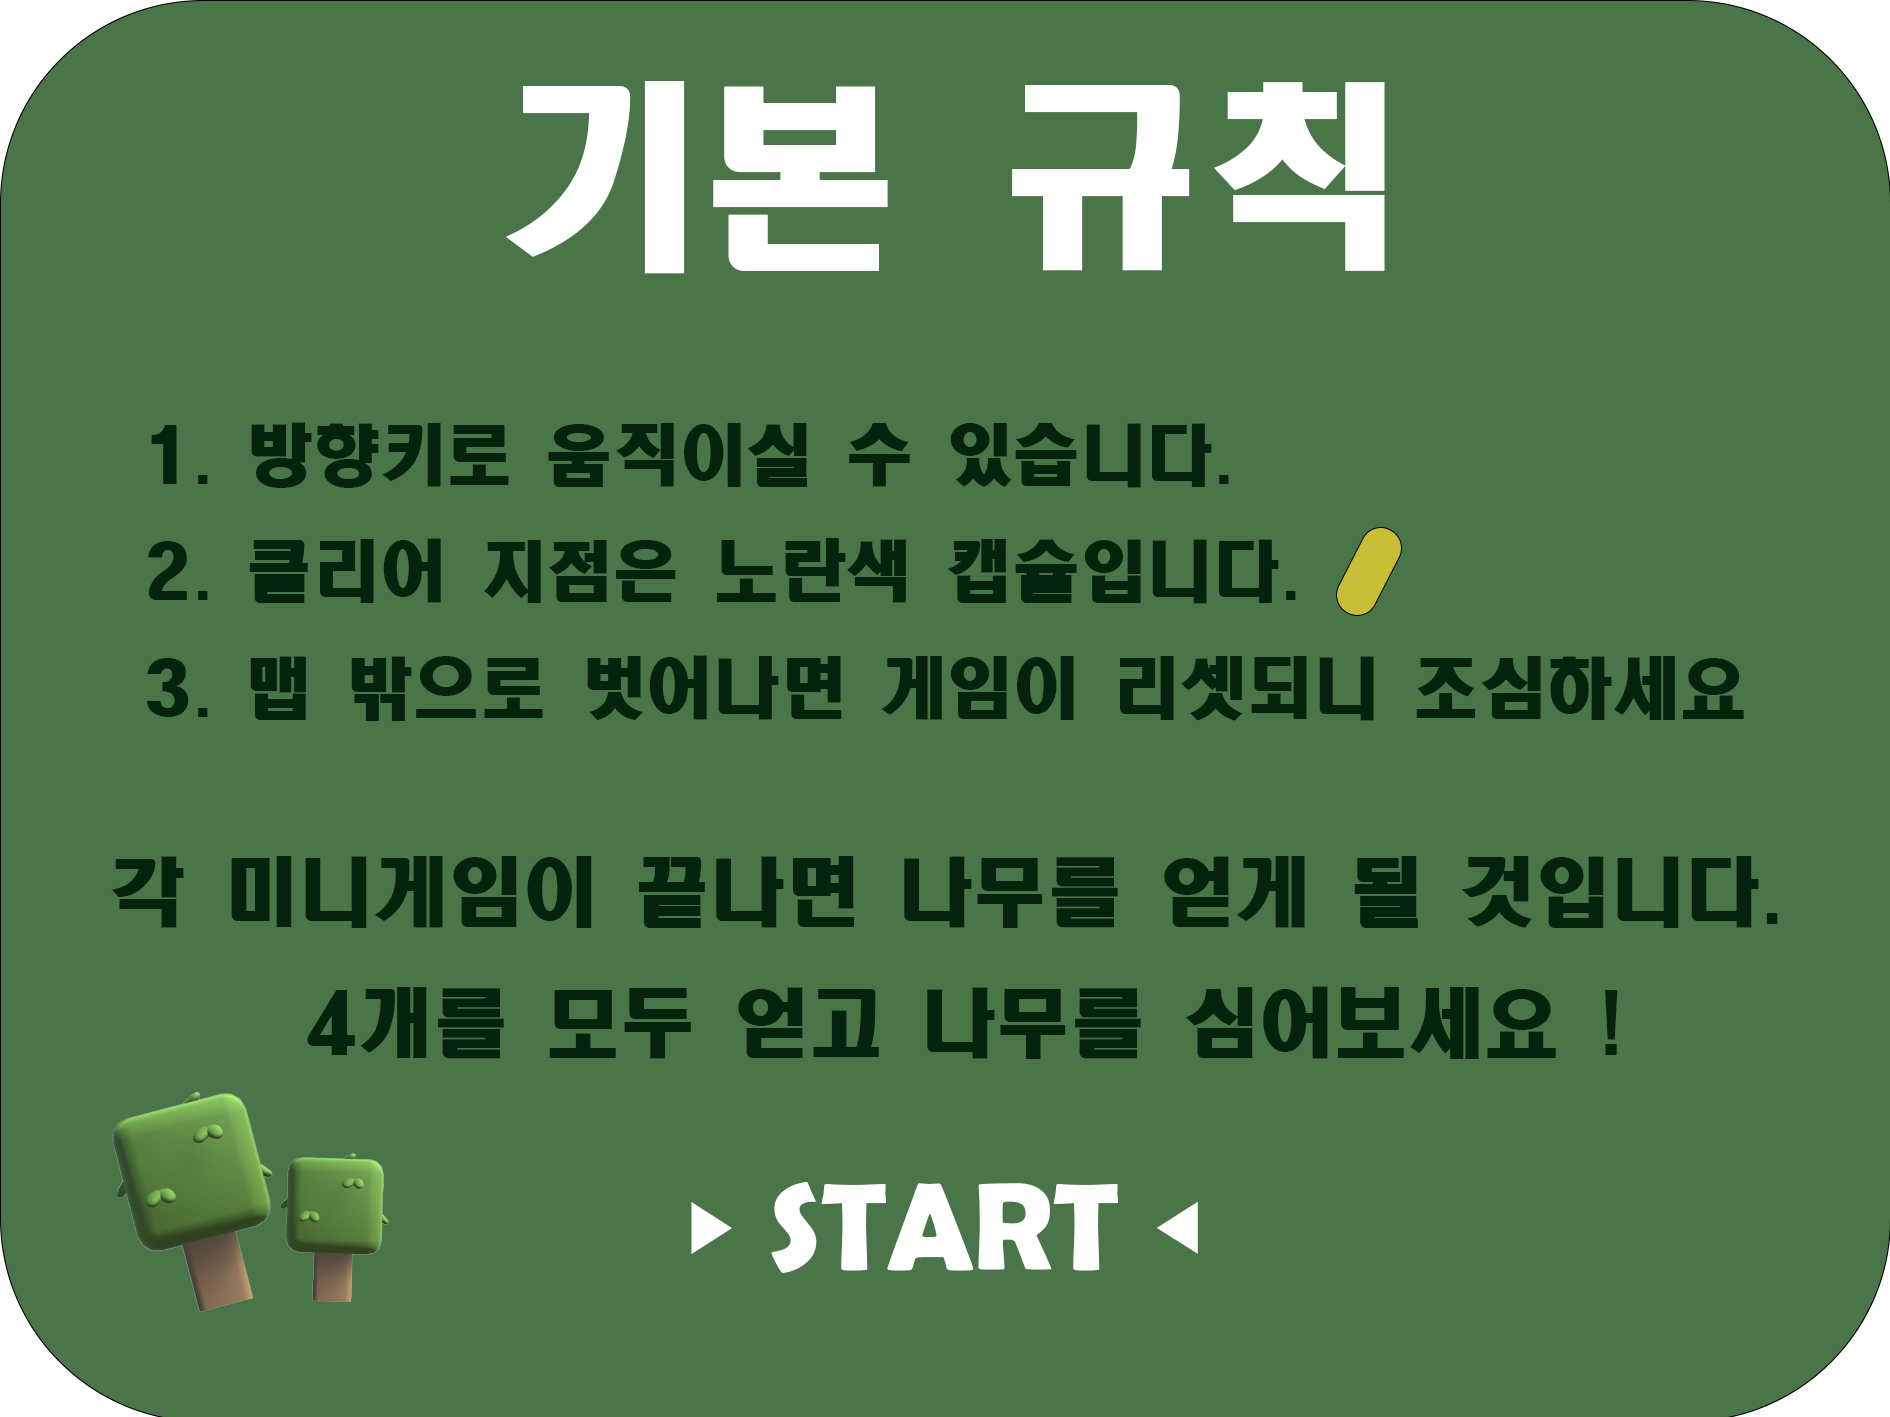 기본 규칙
1. 방향키로 움직이실 수 있습니다.
2. 클리어 지점은 노란색 캡슐입니다.
3. 맵 밖으로 벗어나면 게임이 리셋되니 조심하세요
각 미니게임이 끝나면 나무를 얻게 될 것입니다.
4개를 모두 얻고 나무를 심어보세요 !
START